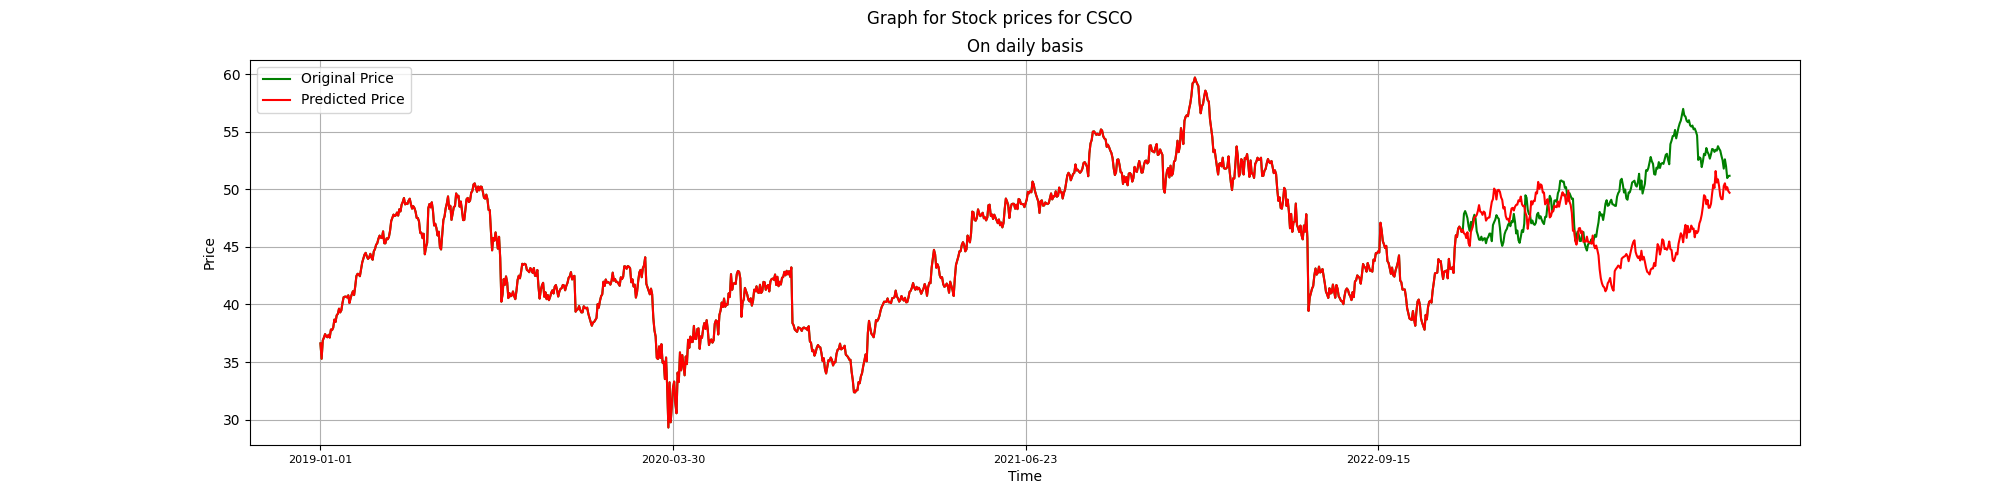 Graph for Stock prices for CSCO
On daily basis
Original Price
Predicted Price
60
55
50
45
40
35
30
Price
2019-01-01
2020-03-30
2021-06-23
2022-09-15
Time